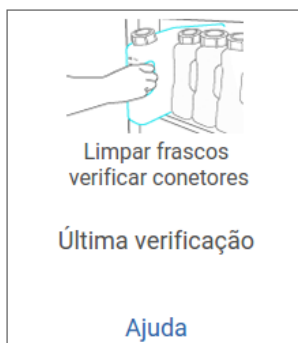 Limpar frascos
verificar conetores
Última verificação
Ajuda